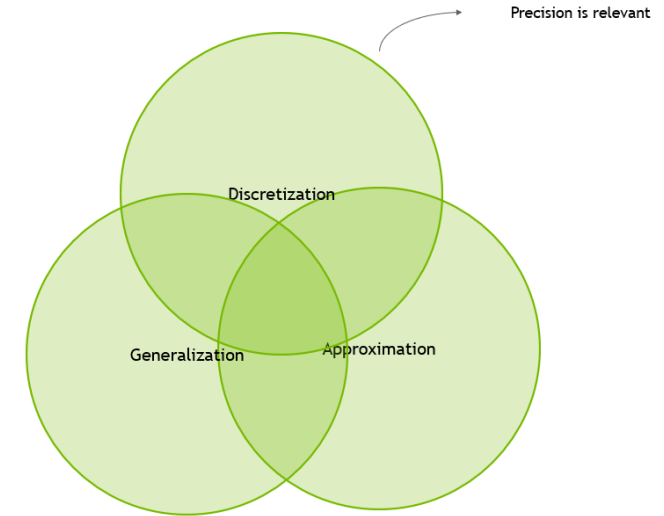 Precision is relevant
Discretization
Generalization
Approximation